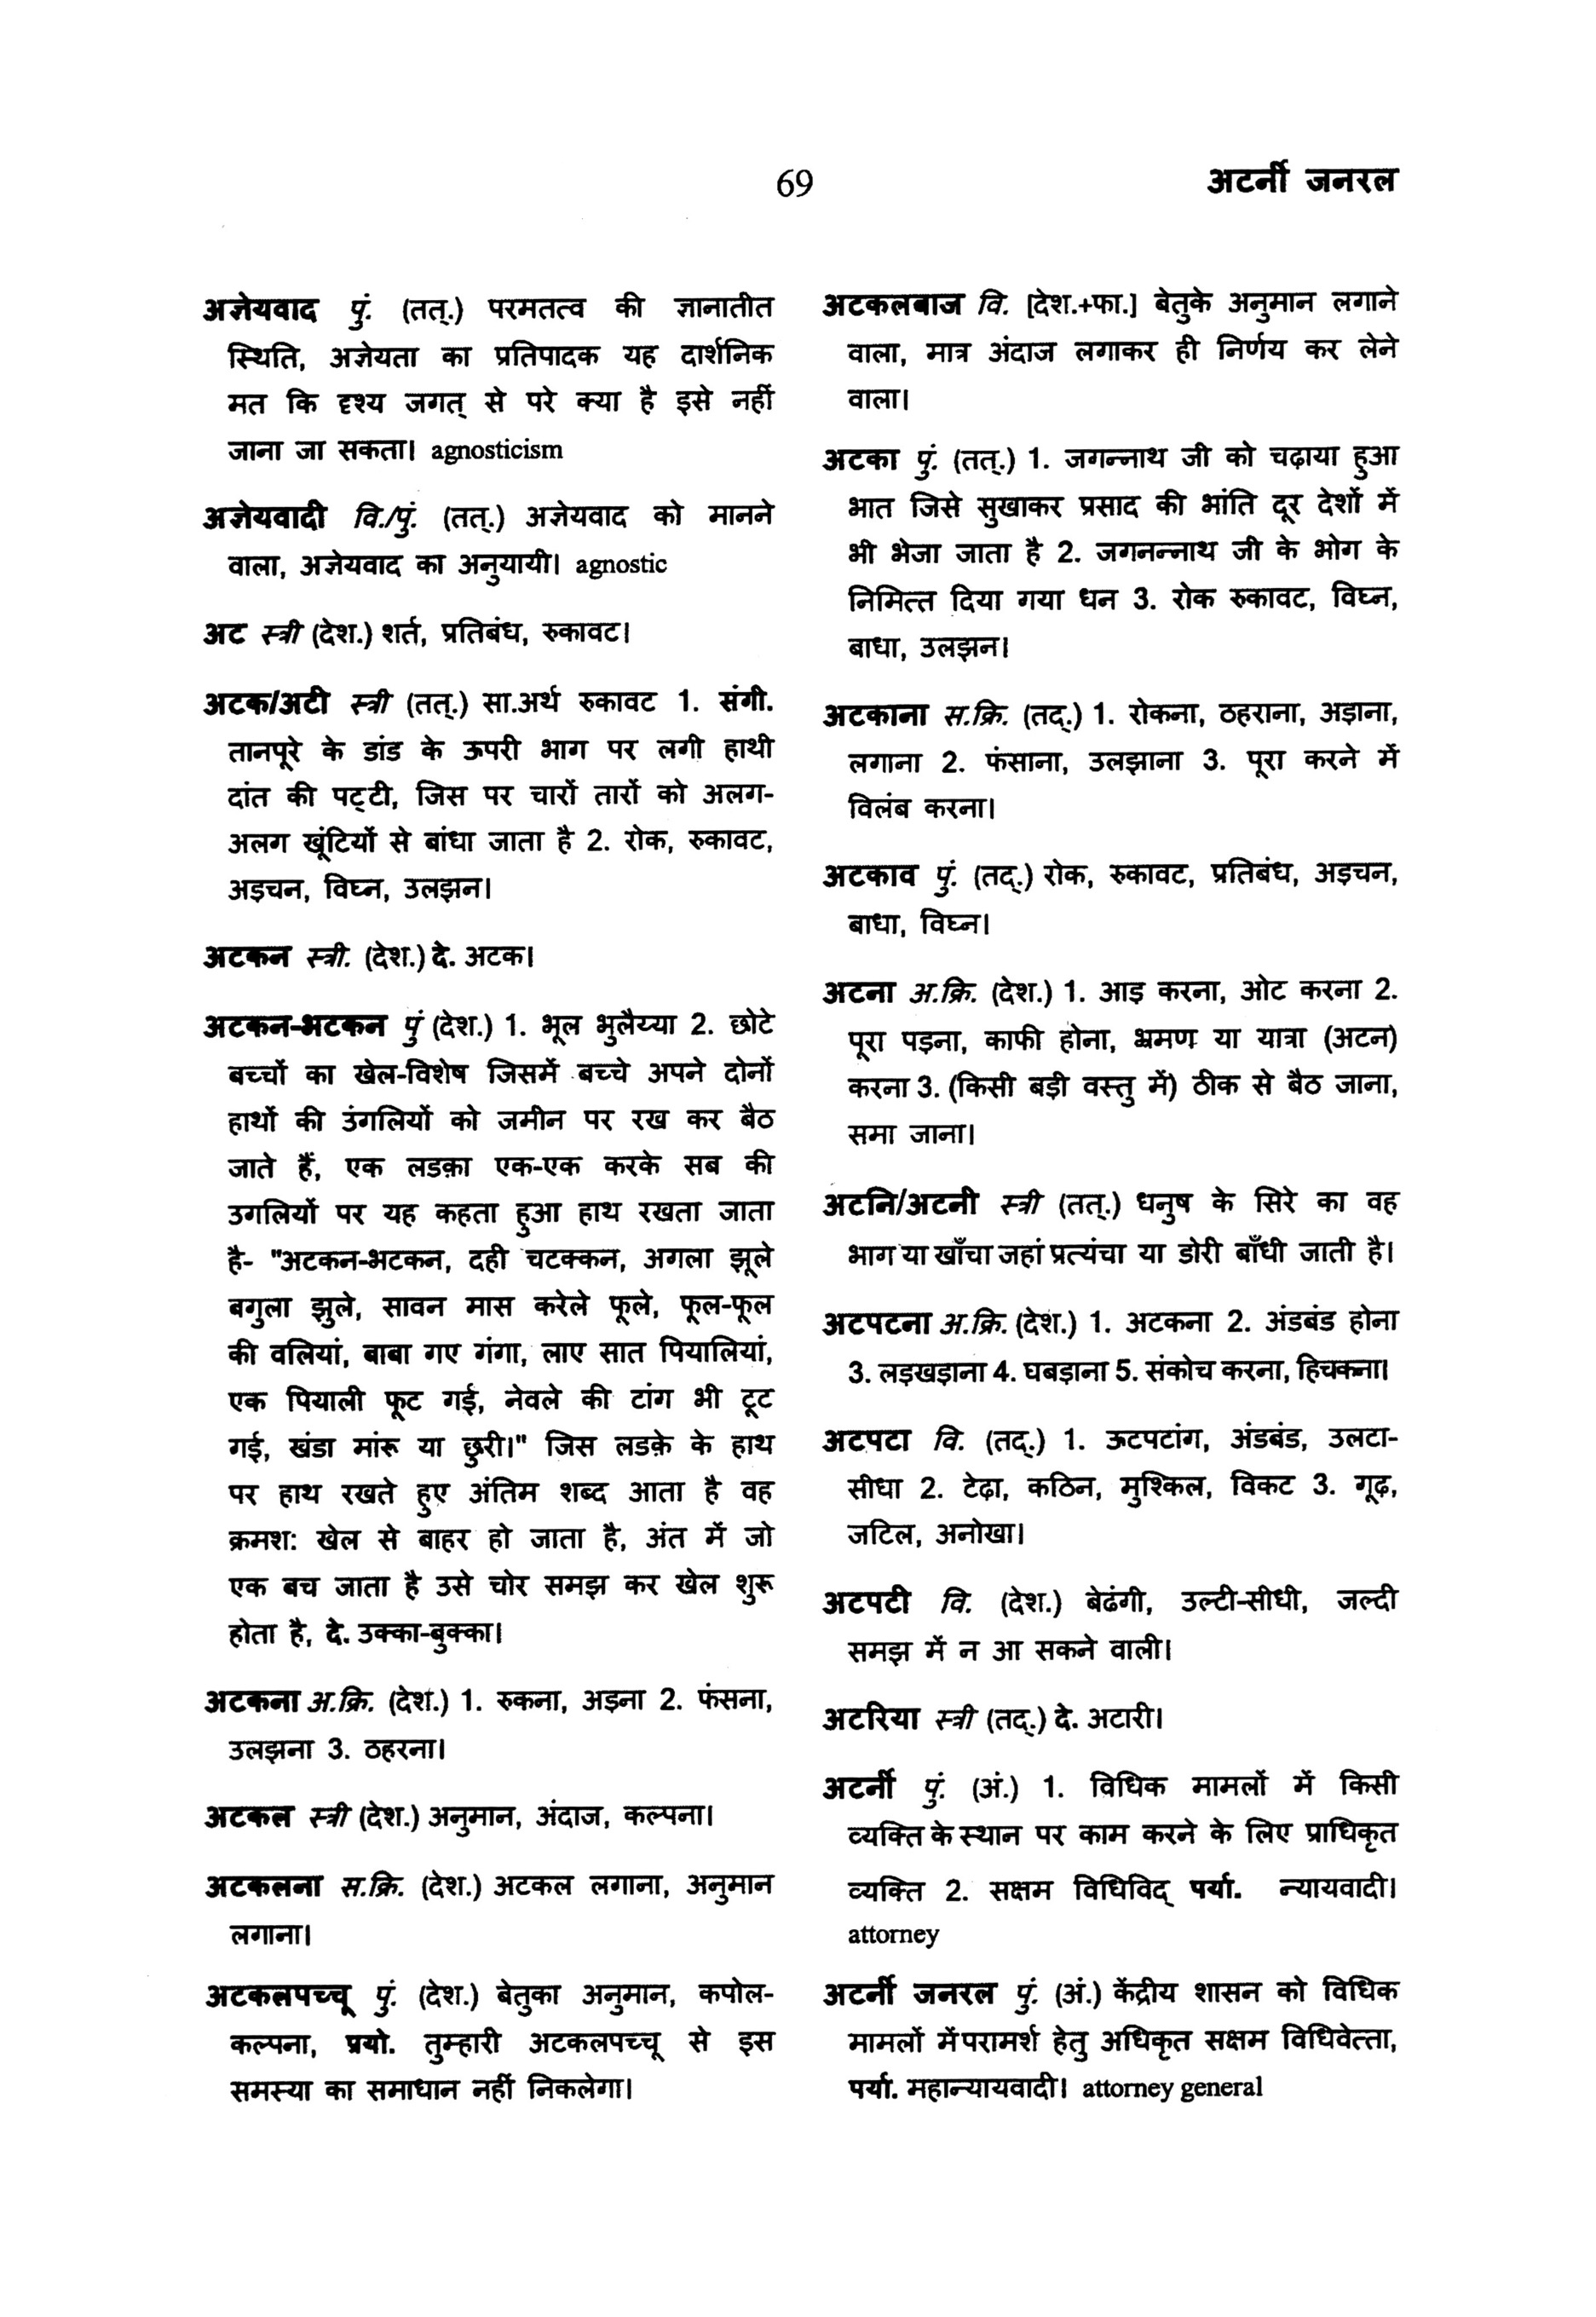 69
अटर्नी जनरल
अज्ञेयवाद पुं. (तत्.) परमतत्व की ज्ञानातीत
स्थिति, अज्ञेयता का प्रतिपादक यह दार्शनिक
मत कि दृश्य जगत् से परे क्या है इसे नहीं
जाना जा सकता। agnosticism
अज्ञेयवादी वि./पुं. (तत्.) अज्ञेयवाद को मानने
वाला, अज्ञेयवाद का अनुयायी। agnostic
अट स्त्री (देश.) शर्त, प्रतिबंध, रुकावट।
अटक/अटी स्त्री (तत्.) सा.अर्थ रुकावट 1. संगी.
तानपूरे के डांड के ऊपरी भाग पर लगी हाथी
दांत की पट्टी, जिस पर चारों तारों को अलग-
अलग खूंटियों से बांधा जाता है 2. रोक, रुकावट,
अड़चन, विघ्न, उलझन।
अटकन स्त्री. (देश.) दे. अटक।
अटकन-भटकन पुं (देश.) 1. भूल भुलैय्या 2. छोटे
बच्चों का खेल-विशेष जिसमें बच्चे अपने दोनों
हाथों की उंगलियों को जमीन पर रख कर बैठ
जाते हैं, एक लडक़ा एक-एक करके सब की
उगलियों पर यह कहता हुआ हाथ रखता जाता
है- "अटकन-भटकन, दही चटक्कन, अगला झूले
बगुला झुले, सावन मास करेले फूले, फूल-फूल
की वलियां, बाबा गए गंगा, लाए सात पियालियां,
एक पियाली फूट गई, नेवले की टांग भी टूट
गई, खंडा मांरू या छुरी।" जिस लडक़े के हाथ
पर हाथ रखते हुए अंतिम शब्द आता है वह
क्रमश: खेल से बाहर हो जाता है, अंत में जो
एक बच जाता है उसे चोर समझ कर खेल शुरू
होता है, दे. उक्का-बुक्का।
अटकना अ.क्रि. (देश.) 1. रुकना, अड़ना 2. फंसना,
उलझना 3. ठहरना।
अटकल स्त्री (देश.) अनुमान, अंदाज, कल्पना।
अटकलना स.क्रि. (देश.) अटकल लगाना, अनुमान
लगाना।
अटकलपच्चू पुं. (देश.) बेतुका अनुमान, कपोल-
कल्पना, प्रयो. तुम्हारी अटकलपच्चू से इस
समस्या का समाधान नहीं निकलेगा।
अटकलबाज वि. [देश.+फा.] बेतुके अनुमान लगाने
वाला, मात्र अंदाज लगाकर ही निर्णय कर लेने
वाला।
अटका पुं. (तत्.) 1. जगन्नाथ जी को चढ़ाया हुआ
भात जिसे सुखाकर प्रसाद की भांति दूर देशों में
भी भेजा जाता है 2. जगनन्नाथ जी के भोग के
निमित्त दिया गया धन 3. रोक रुकावट, विघ्न,
बाधा, उलझन।
अटकाना स.क्रि. (तद्.) 1. रोकना, ठहराना, अड़ाना,
लगाना 2. फंसाना, उलझाना 3. पूरा करने में
विलंब करना।
अटकाव पुं. (तद्.) रोक, रुकावट, प्रतिबंध, अड़चन,
बाधा, विघ्न।
अटना अ.क्रि. (देश.) 1. आड़ करना, ओट करना 2.
पूरा पड़ना, काफी होना, भ्रमण या यात्रा (अटन)
करना 3. (किसी बड़ी वस्तु में) ठीक से बैठ जाना,
समा जाना।
अटनि/अटनी स्त्री (तत्.) धनुष के सिरे का वह
भाग या खाँचा जहां प्रत्यंचा या डोरी बाँधी जाती है।
अटपटना अ.क्रि. (देश.) 1. अटकना 2. अंडबंड होना
3. लड़खड़ाना 4. घबड़ाना 5. संकोच करना, हिचकना।
अटपटा वि. (तद्.) 1. ऊटपटांग, अंडबंड, उलटा-
सीधा 2. टेढ़ा, कठिन, मुश्किल, विकट 3. गूढ़,
जटिल, अनोखा।
अटपटी वि. (देश.) बेढंगी, उल्टी-सीधी, जल्दी
समझ में न आ सकने वाली।
अटरिया स्त्री (तद्.) दे. अटारी।
अटर्नी पुं. (अं.) 1. विधिक मामलों में किसी
व्यक्ति के स्थान पर काम करने के लिए प्राधिकृत
व्यक्ति 2. सक्षम विधिविद् पर्या. न्यायवादी।
attorney
अटर्नी जनरल पुं. (अं.) केंद्रीय शासन को विधिक
मामलों में परामर्श हेतु अधिकृत सक्षम विधिवेत्ता,
पर्या. महान्यायवादी। attorney general